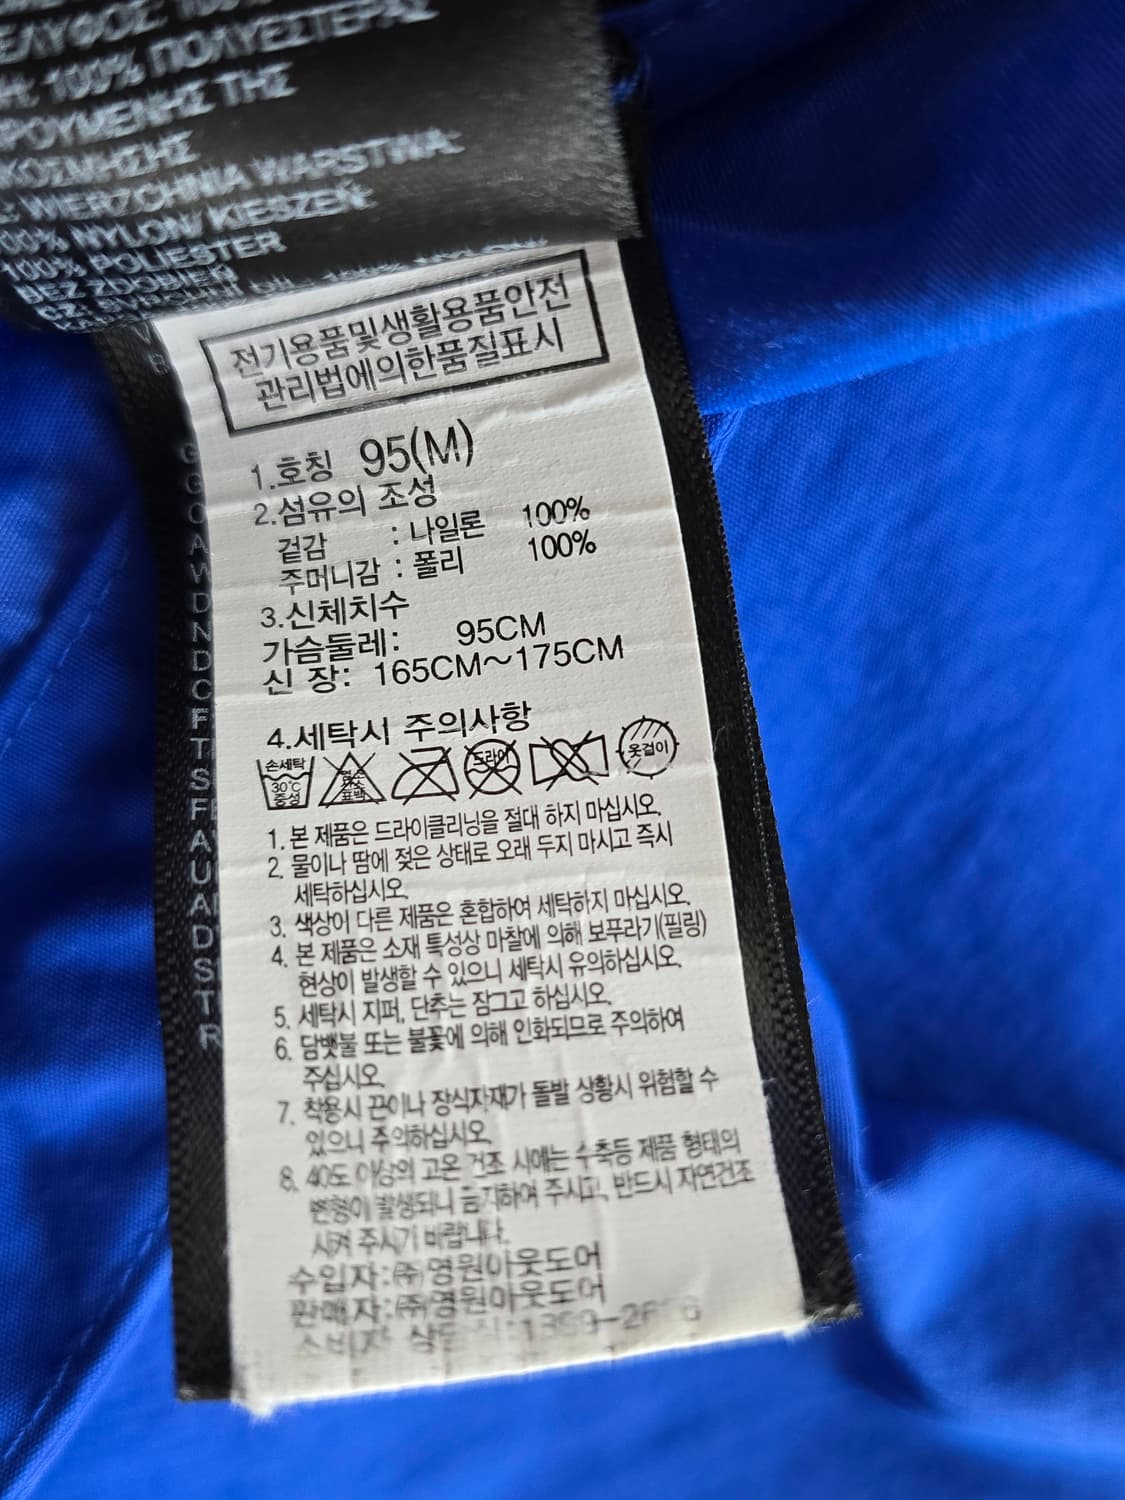 100% ΠΟΛΥΕΣΤΕΡΑΣ
ΚΟΣΜΗΣΗΣ
WIERZCHNIA WARSTWA:
100% NYLON/ KIESZEŃ:
100% POLIESTER
BEZ ZDOBIEŃ
전기용품및생활용품안전
관리법에의한품질표시
1.호칭 95(M)
2.섬유의 조성
겉감 : 나일론 100%
주머니감 : 폴리 100%
3.신체치수
가슴둘레: 95CM
신 장: 165CM~175CM
4.세탁시 주의사항
손세탁
30℃
중성
표백
드라이
옷걸이
1. 본 제품은 드라이클리닝을 절대 하지 마십시오.
2. 물이나 땀에 젖은 상태로 오래 두지 마시고 즉시
세탁하십시오.
3. 색상이 다른 제품은 혼합하여 세탁하지 마십시오.
4. 본 제품은 소재 특성상 마찰에 의해 보푸라기(필링)
현상이 발생할 수 있으니 세탁시 유의하십시오.
5. 세탁시 지퍼, 단추는 잠그고 하십시오.
6. 담뱃불 또는 불꽃에 의해 인화되므로 주의하여
주십시오.
7. 착용시 끈이나 장식자재가 돌발 상황시 위험할 수
있으니 주의하십시오.
8. 40도 이상의 고온 건조 시에는 수축등 제품 형태의
변형이 발생되니 금지하여 주시고, 반드시 자연건조
시켜 주시기 바랍니다.
수입자:㈜영원아웃도어
판매자:㈜영원아웃도어
소비자